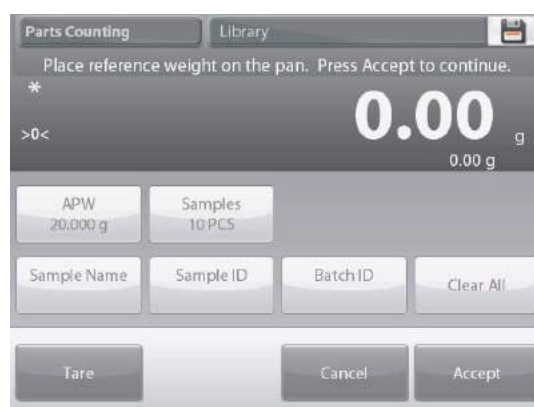 Parts Counting Library
Place reference weight on the pan. Press Accept to continue.
*
>0<
0.00 g
0.00 g
APW Samples
20.000 g 10 PCS
Sample Name Sample ID Batch ID Clear All
Tare Cancel Accept